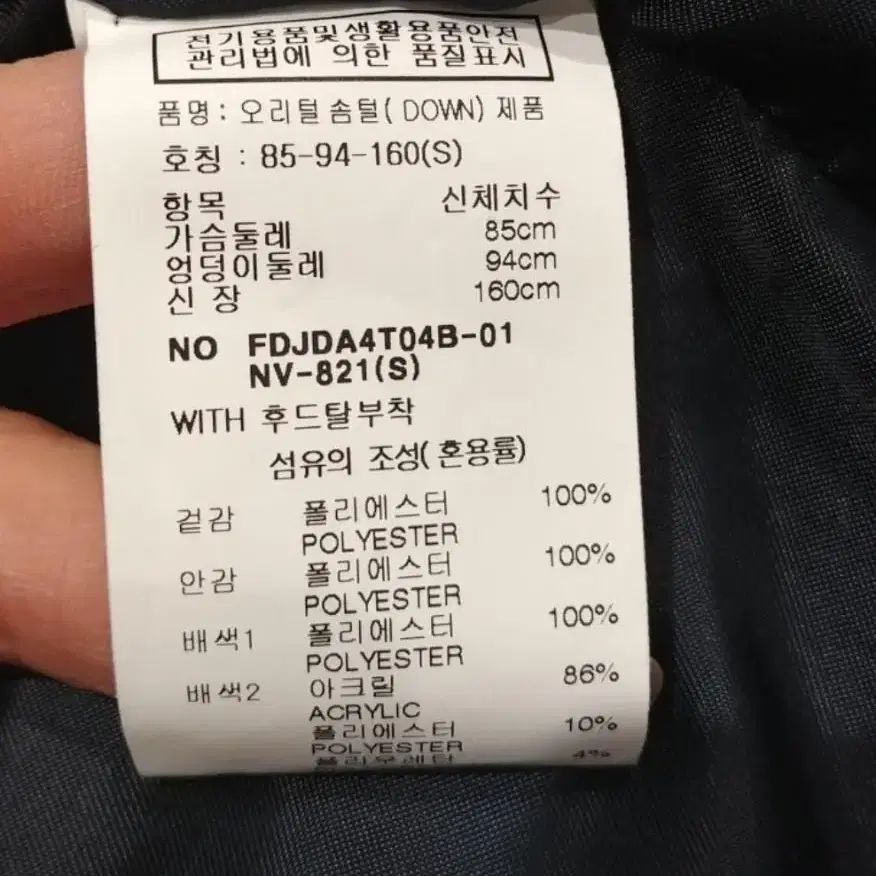 전기용품및생활용품안전
관리법에 의한 품질표시
품명 : 오리털 솜털( DOWN) 제품
호칭 : 85-94-160(S)
항목 신체치수
가슴둘레 85cm
엉덩이둘레 94cm
신 장 160cm
NO FDJDA4T04B-01
NV-821(S)
WITH 후드탈부착
섬유의 조성( 혼용률)
겉감 폴리에스터 100%
POLYESTER
안감 폴리에스터 100%
POLYESTER
배색1 폴리에스터 100%
POLYESTER
배색2 아크릴 86%
ACRYLIC
폴리에스터 10%
POLYESTER
폴리우레탄 4%